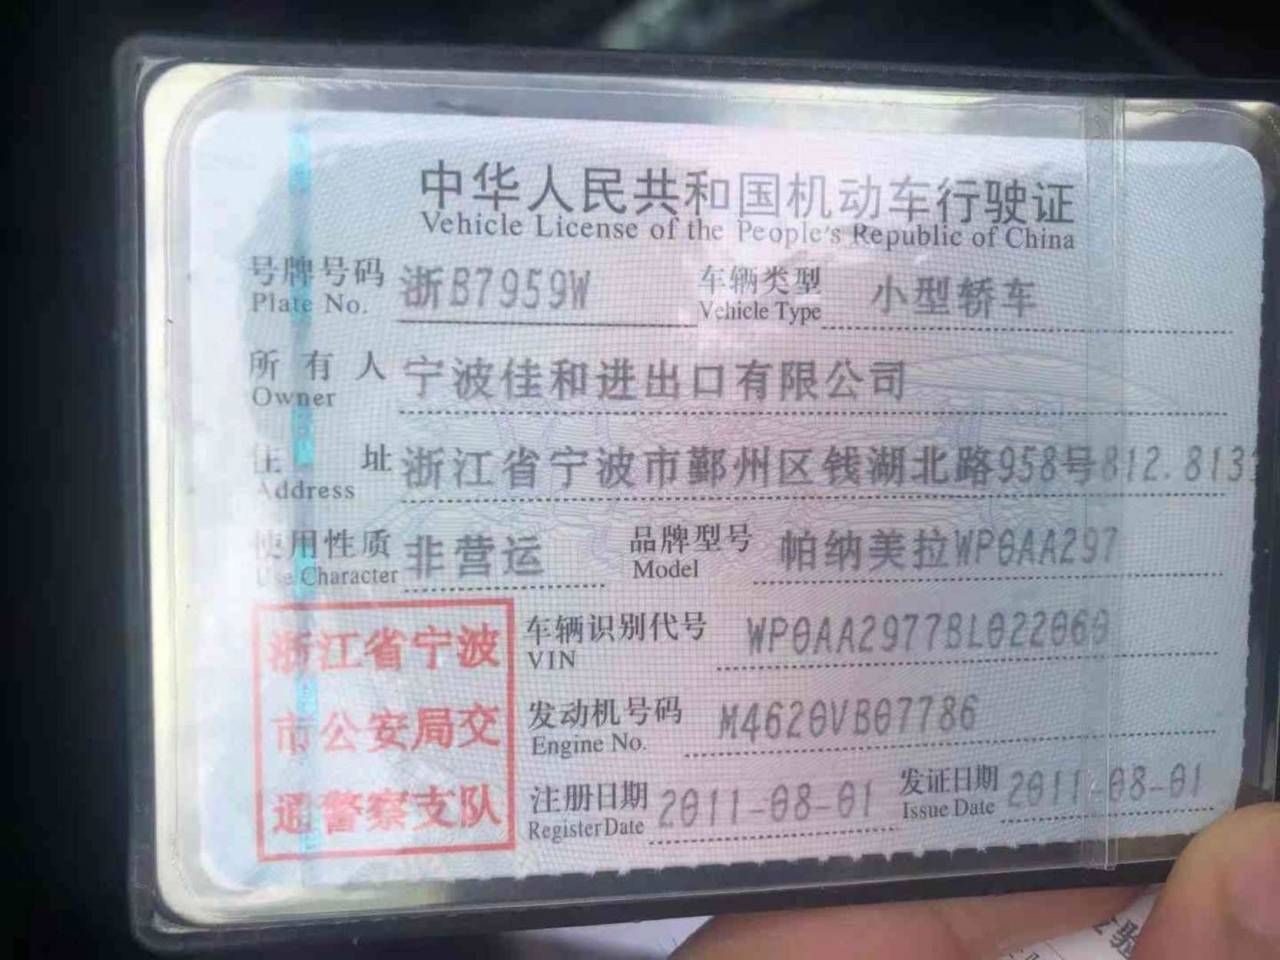 中华人民共和国机动车行驶证
Vehicle License of the People's Republic of China
号牌号码 浙B7959W 车辆类型 小型轿车
Plate No. Vehicle Type
所有人 宁波佳和进出口有限公司
Owner
住址 浙江省宁波市鄞州区钱湖北路958号812.813
Address
使用性质 非营运 品牌型号 帕纳美拉WP0AA297
Use Character Model
浙江省宁波
市公安局交
通警察支队
车辆识别代号 WP0AA2977BL022060
VIN
发动机号码 M4620VB07786
Engine No.
注册日期 2011-08-01 发证日期 2011-08-01
Register Date Issue Date